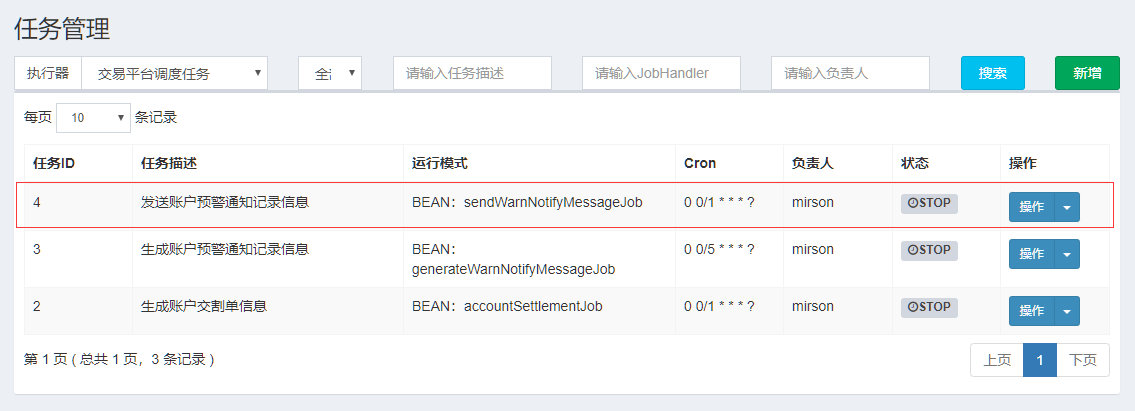 任务管理
执行器 交易平台调度任务 请输入任务描述 请输入JobHandler 请输入负责人 搜索 新增
每页 10 条记录
任务ID 任务描述 运行模式 Cron 负责人 状态 操作
4 发送账户预警通知记录信息 BEAN：sendWarnNotifyMessageJob 0 0/1 * * * ? mirson STOP 操作
3 生成账户预警通知记录信息 BEAN： 0 0/5 * * * ? mirson STOP 操作
generateWarnNotifyMessageJob
2 生成账户交割单信息 BEAN：accountSettlementJob 0 0/1 * * * ? mirson STOP 操作
第 1 页 ( 总共 1 页，3 条记录 ) 上页 1 下页